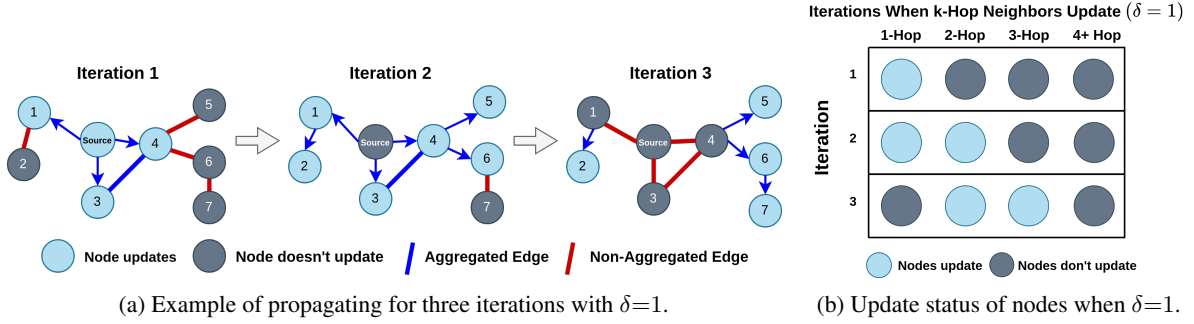 Iteration 1
Iteration 2
Iteration 3
1
2
Source
3
4
5
6
7
1
2
Source
3
4
5
6
7
1
2
Source
3
4
5
6
7
Node updates
Node doesn't update
Aggregated Edge
Non-Aggregated Edge
(a) Example of propagating for three iterations with δ=1.
Iterations When k-Hop Neighbors Update (δ = 1)
1-Hop 2-Hop 3-Hop 4+ Hop
Iteration
1
2
3
Nodes update
Nodes don't update
(b) Update status of nodes when δ=1.